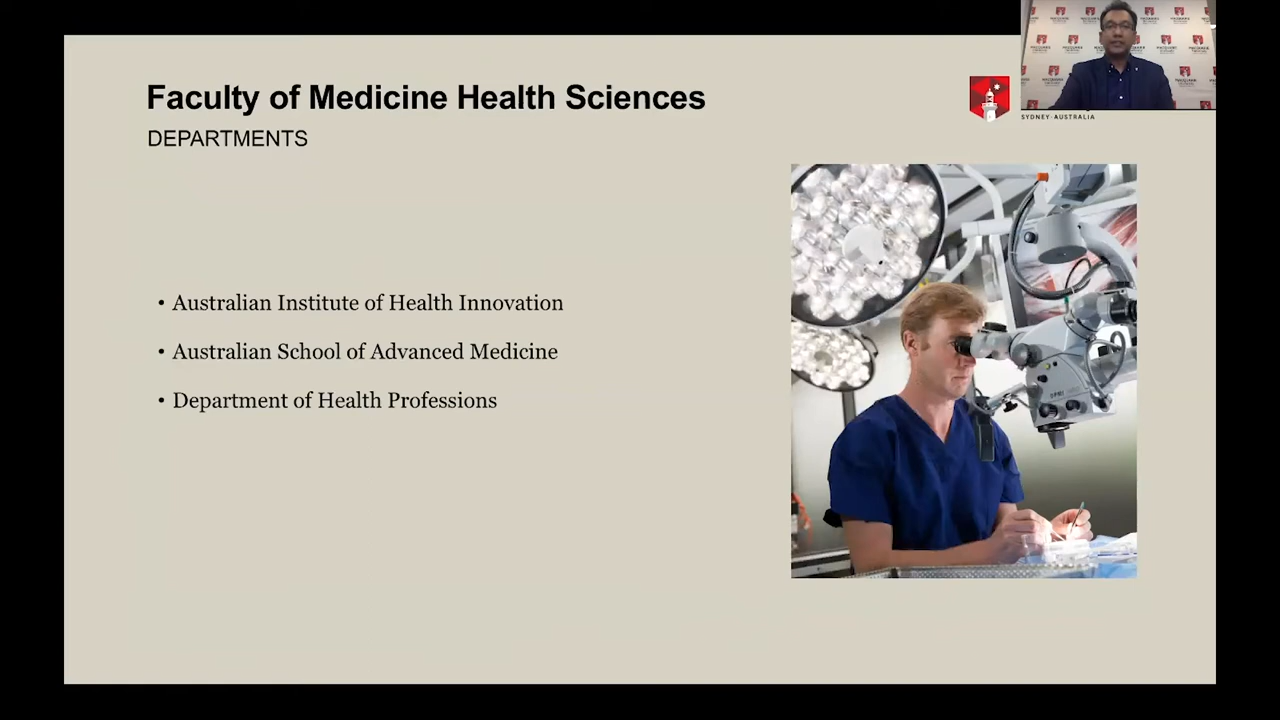 Faculty of Medicine Health Sciences
DEPARTMENTS
SYDNEY·AUSTRALIA
• Australian Institute of Health Innovation
• Australian School of Advanced Medicine
• Department of Health Professions